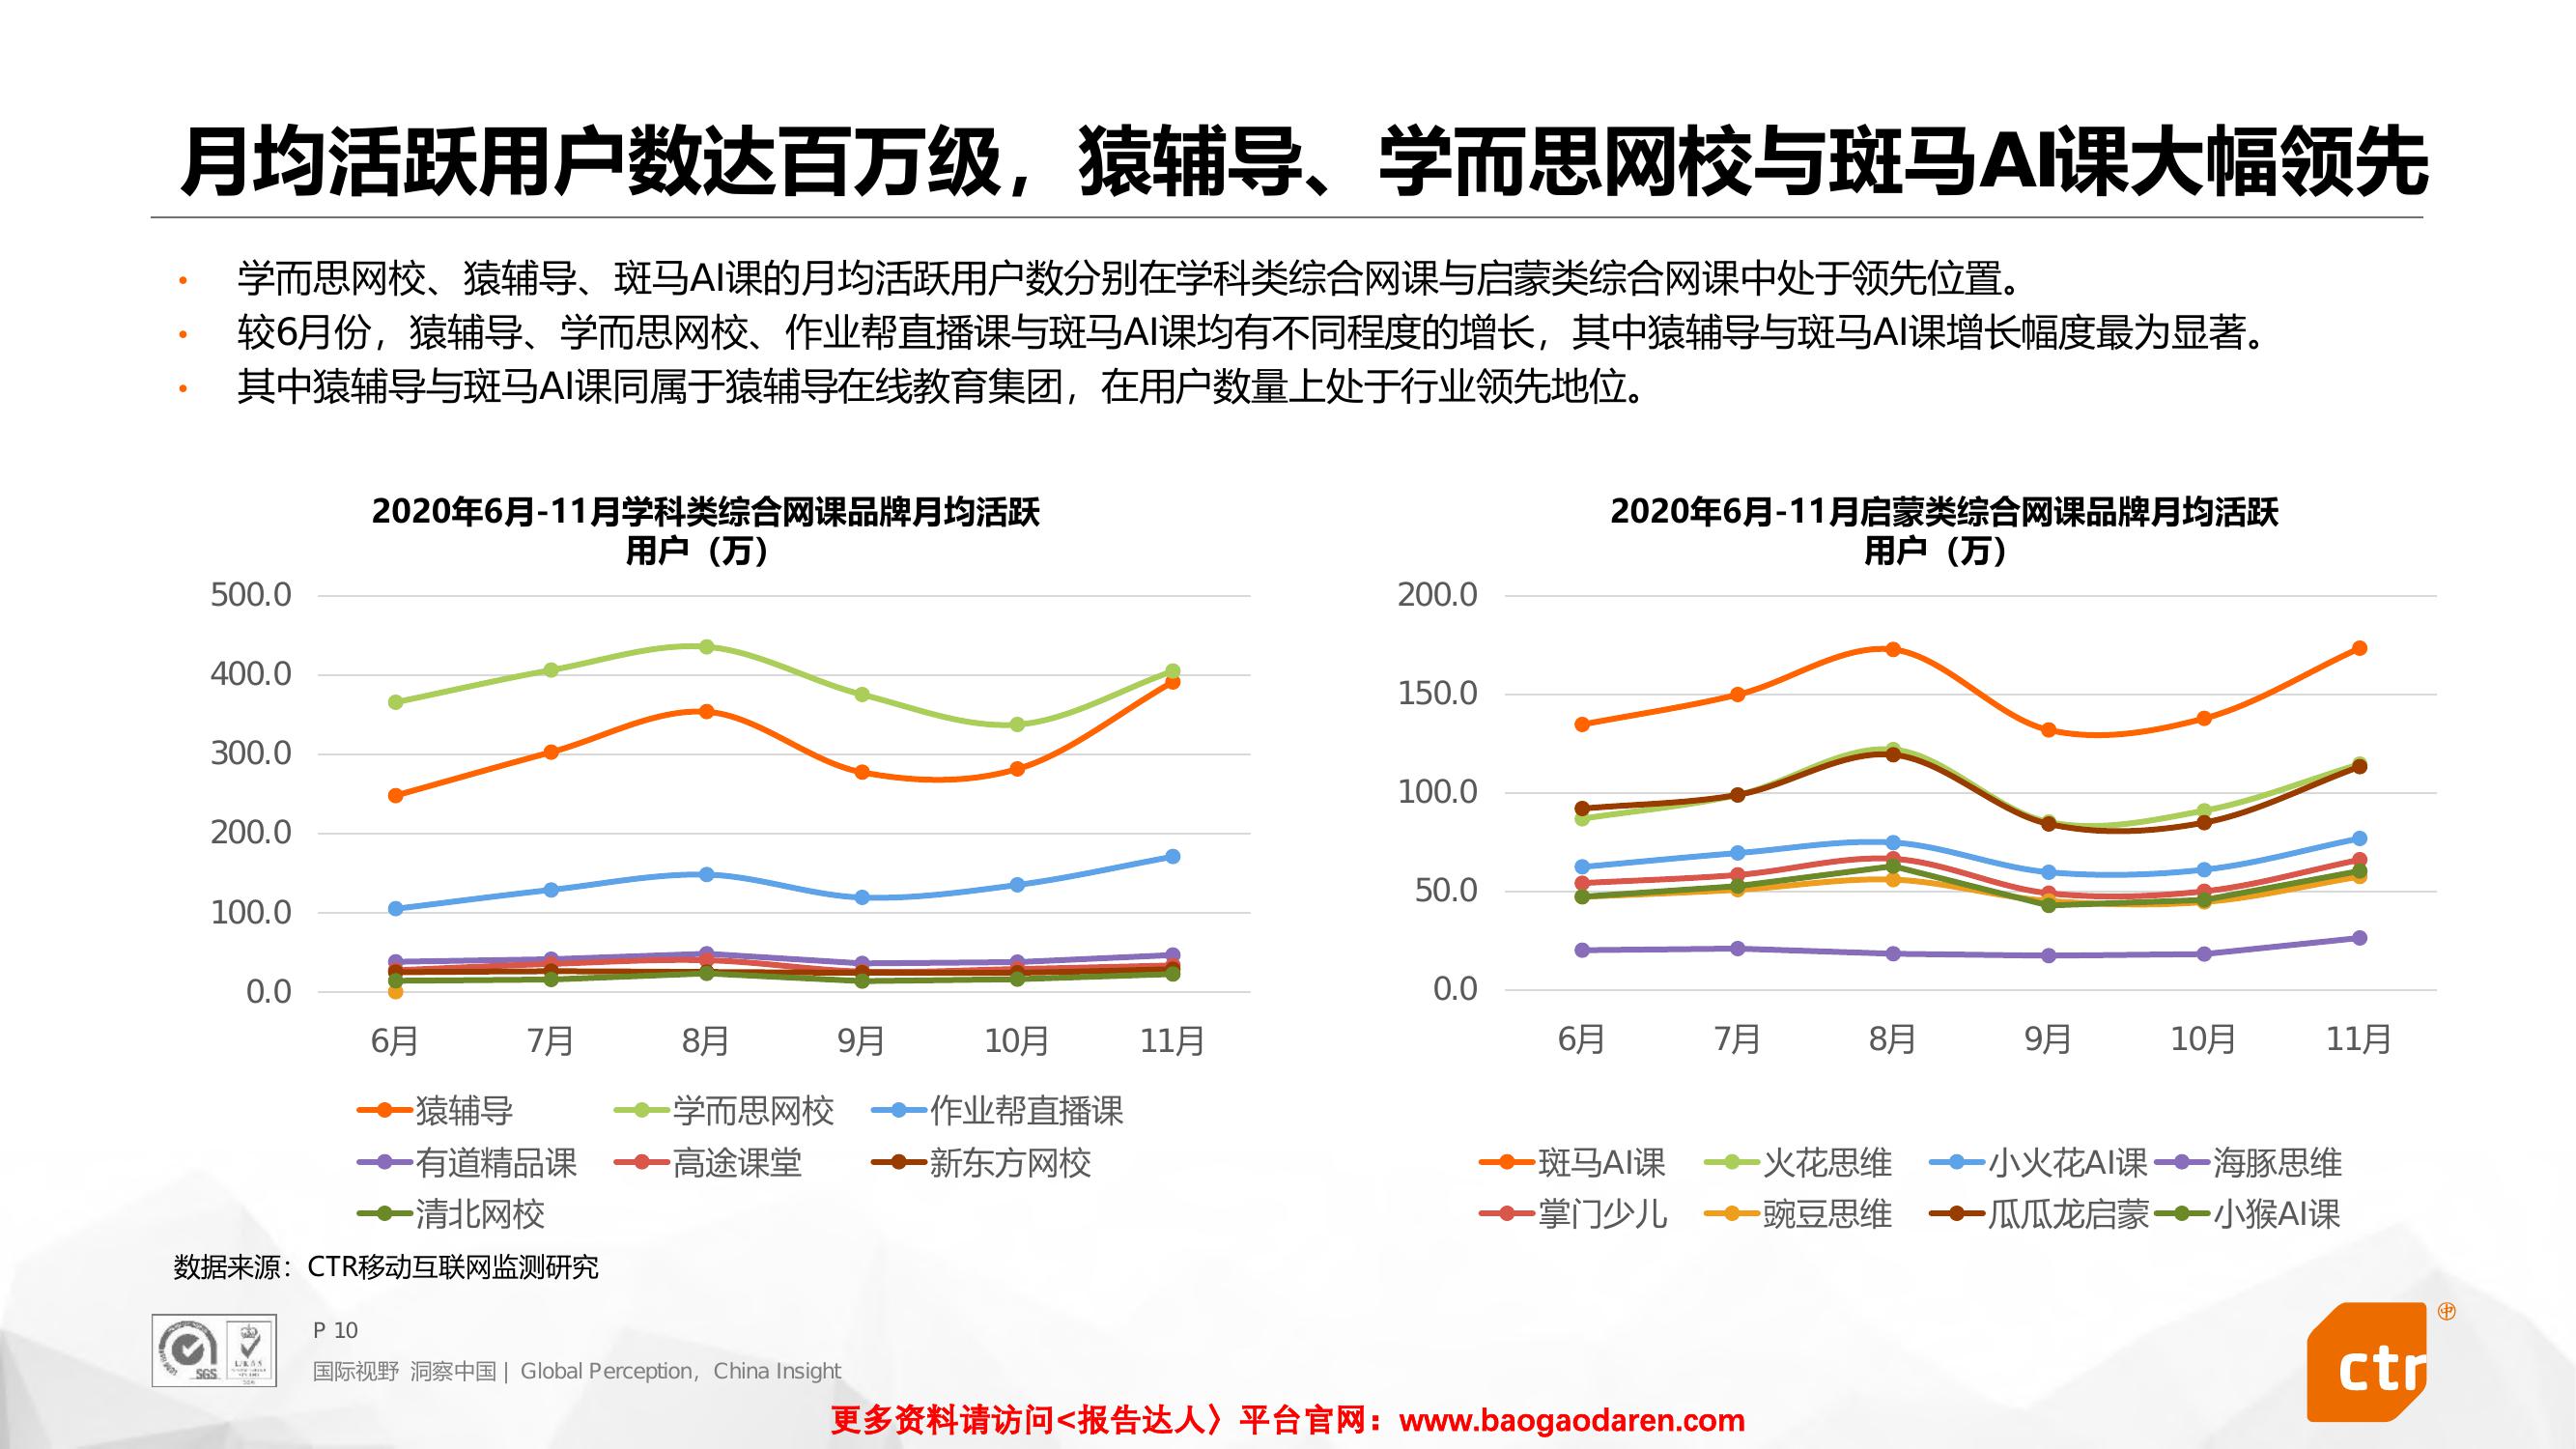 月均活跃用户数达百万级，猿辅导、学而思网校与斑马AI课大幅领先
• 学而思网校、猿辅导、斑马AI课的月均活跃用户数分别在学科类综合网课与启蒙类综合网课中处于领先位置。
• 较6月份，猿辅导、学而思网校、作业帮直播课与斑马AI课均有不同程度的增长，其中猿辅导与斑马AI课增长幅度最为显著。
• 其中猿辅导与斑马AI课同属于猿辅导在线教育集团，在用户数量上处于行业领先地位。
2020年6月-11月学科类综合网课品牌月均活跃
用户（万）
500.0
400.0
300.0
200.0
100.0
0.0
6月 7月 8月 9月 10月 11月
猿辅导 学而思网校 作业帮直播课
有道精品课 高途课堂 新东方网校
清北网校
2020年6月-11月启蒙类综合网课品牌月均活跃
用户（万）
200.0
150.0
100.0
50.0
0.0
6月 7月 8月 9月 10月 11月
斑马AI课 火花思维 小火花AI课 海豚思维
掌门少儿 豌豆思维 瓜瓜龙启蒙 小猴AI课
数据来源：CTR移动互联网监测研究
SGS
P 10
国际视野 洞察中国 | Global Perception，China Insight
ctr
更多资料请访问<报告达人〉平台官网：www.baogaodaren.com